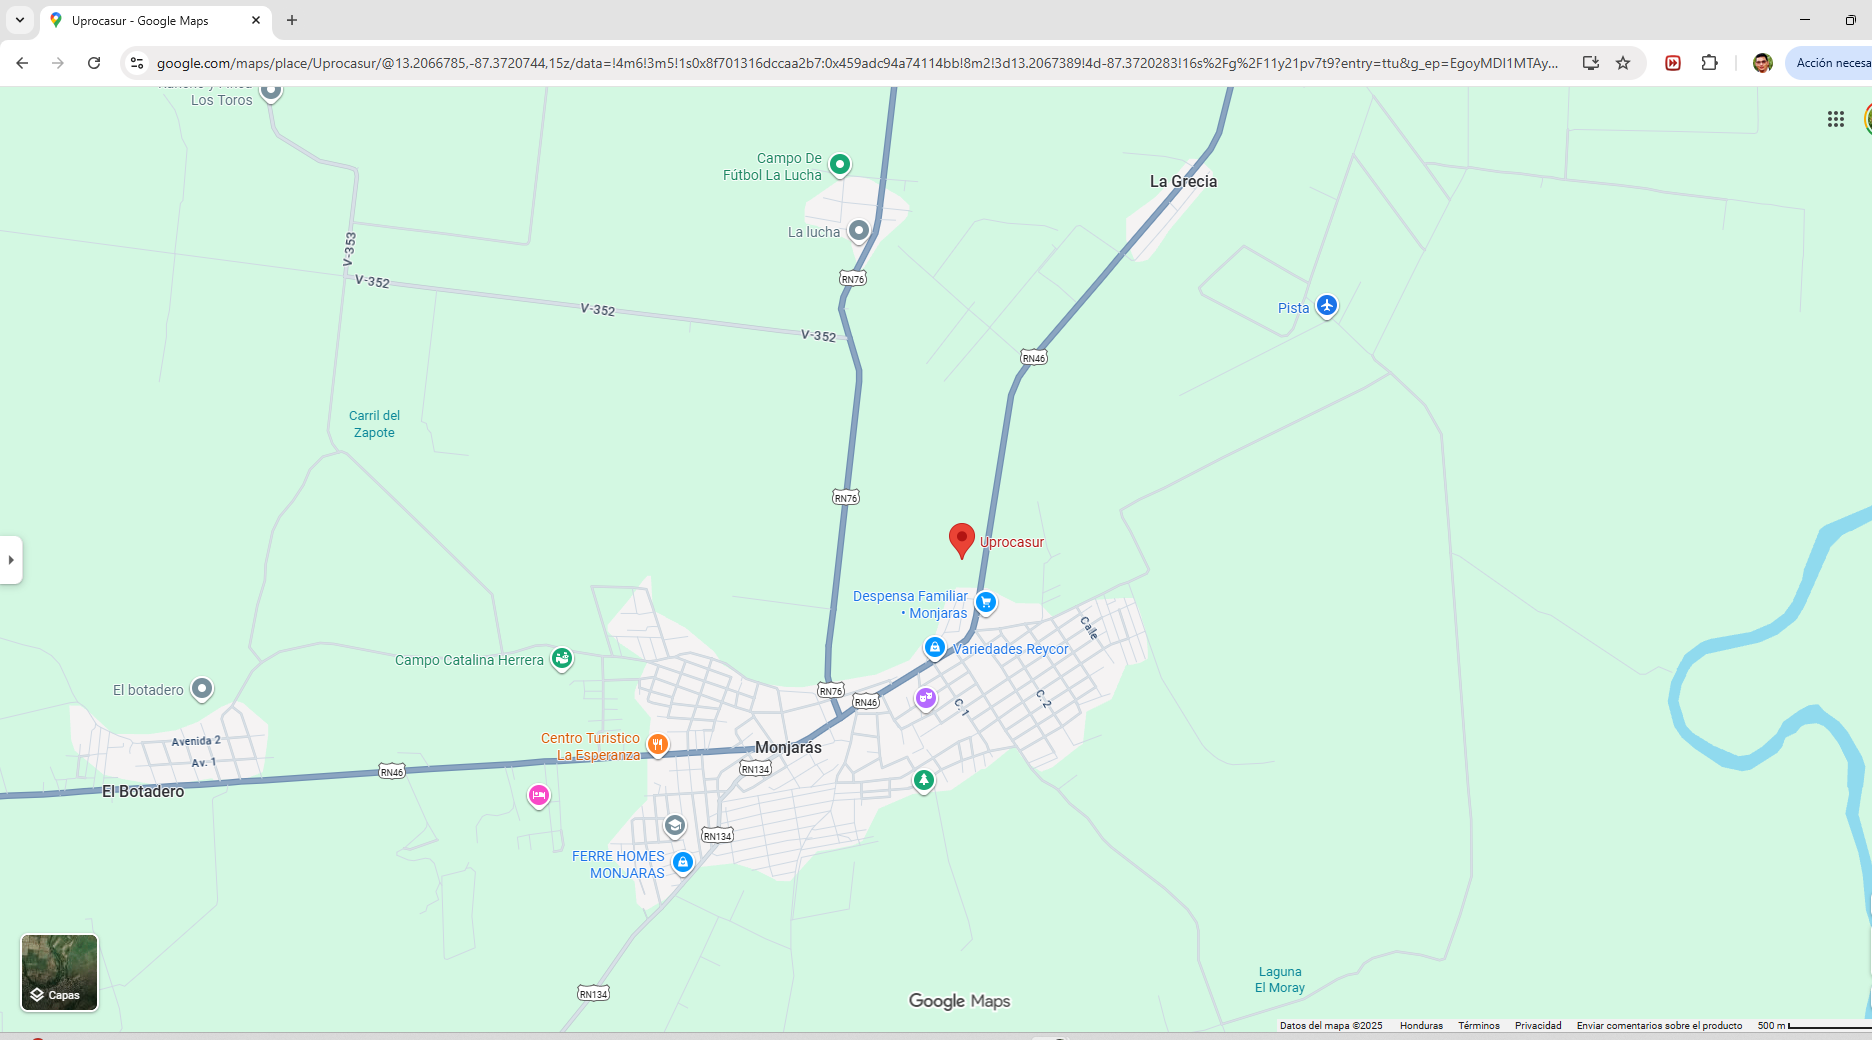 Uprocasur - Google Maps
google.com/maps/place/Uprocasur/@13.2066785,-87.3720744,15z/data=!4m6!3m5!1s0x8f701316dccaa2b7:0x459adc94a74114bb!8m2!3d13.2067389!4d-87.3720283!16s%2Fg%2F11y21pv7t9?entry=ttu&g_ep=EgoyMDI1MTAy...
Acción necesa
Los Toros
Campo De
Fútbol La Lucha
La Grecia
La lucha
V-353
RN76
V-352
V-352
Pista
V-352
RN46
Carril del
Zapote
RN76
Uprocasur
Despensa Familiar
• Monjaras
Calle
Variedades Reycor
Campo Catalina Herrera
El botadero
RN76
RN46
C. 2
C. 1
Avenida 2
Centro Turistico
La Esperanza
Monjarás
Av. 1
RN46
RN134
El Botadero
RN134
FERRE HOMES
MONJARAS
Laguna
El Moray
RN134
Capas
Google Maps
Datos del mapa ©2025
Honduras
Términos
Privacidad
Enviar comentarios sobre el producto
500 m